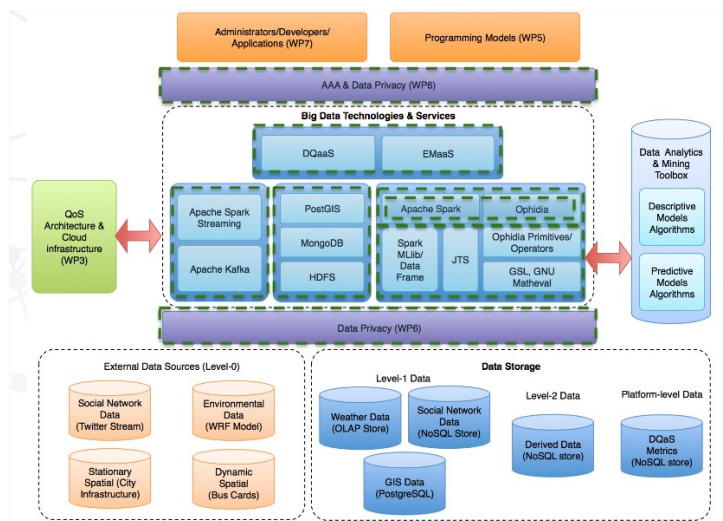 Administrators/Developers/
Applications (WP7)
Programming Models (WP5)
AAA & Data Privacy (WP6)
Big Data Technologies & Services
DQaaS
EMaaS
QoS
Architecture &
Cloud
infrastructure
(WP3)
Apache Spark
Streaming
Apache Kafka
PostGIS
MongoDB
HDFS
Apache Spark
Ophidia
Spark
MLib/
Data
Frame
JTS
Ophidia Primitives/
Operators
GSL, GNU
Matheval
Data Analytics
& Mining
Toolbox
Descriptive
Models
Algorithms
Predictive
Models
Algorithms
Data Privacy (WP6)
External Data Sources (Level-0)
Social Network
Data
(Twitter Stream)
Environmental
Data
(WRF Model)
Stationary
Spatial (City
Infrastructure)
Dynamic
Spatial
(Bus Cards)
Data Storage
Level-1 Data
Weather Data
(OLAP Store)
Social Network
Data
(NoSQL Store)
GIS Data
(PostgreSQL)
Level-2 Data
Derived Data
(NoSQL store)
Platform-level Data
DQaS
Metrics
(NoSQL store)